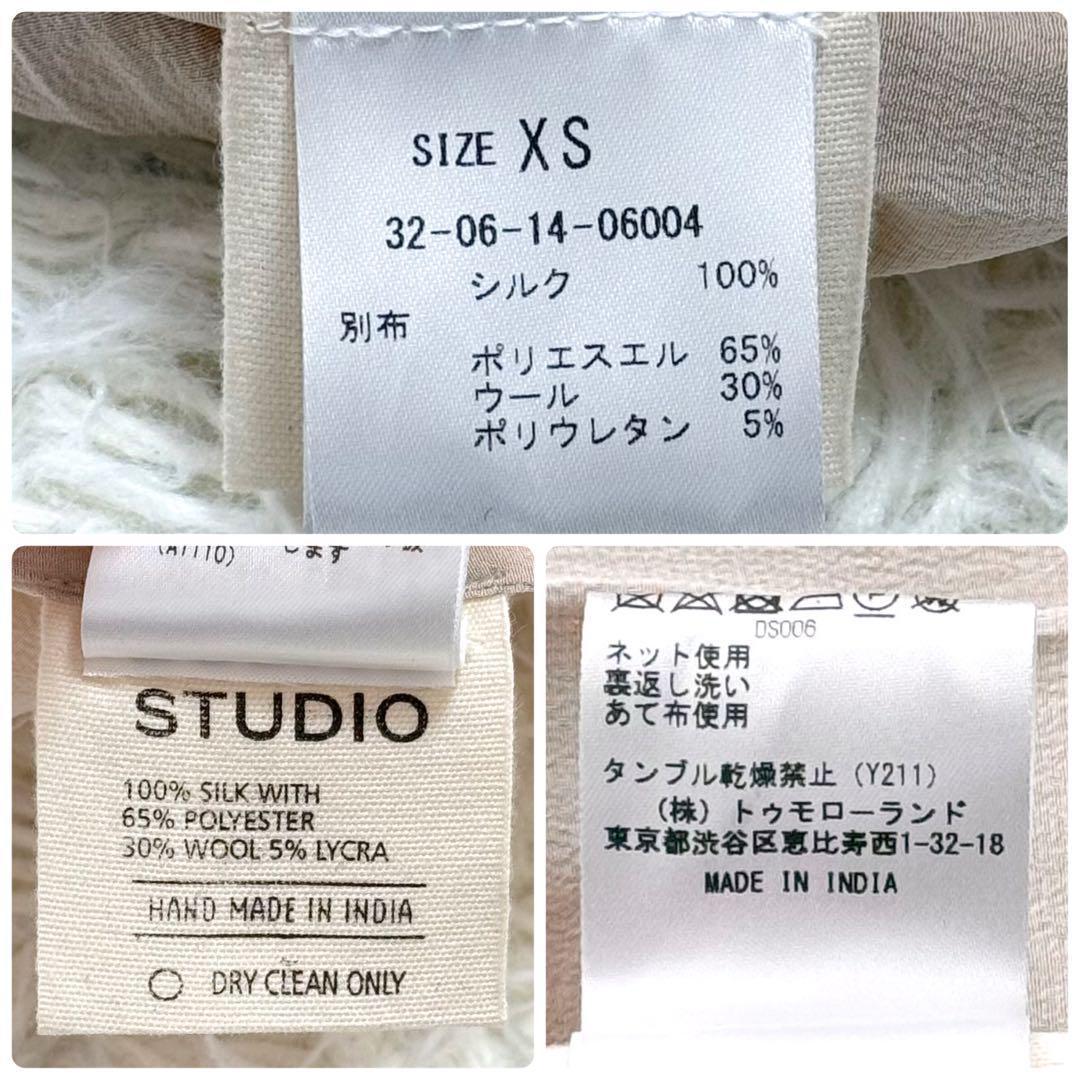 SIZE XS
32-06-14-06004
シルク 100%
別布
ポリエスエル 65%
ウール 30%
ポリウレタン 5%
(A1110) します
STUDIO
100% SILK WITH
65% POLYESTER
30% WOOL 5% LYCRA
HAND MADE IN INDIA
DRY CLEAN ONLY
DS006
ネット使用
裏返し洗い
あて布使用
タンブル乾燥禁止 (Y211)
(株) トゥモローランド
東京都渋谷区恵比寿西1-32-18
MADE IN INDIA